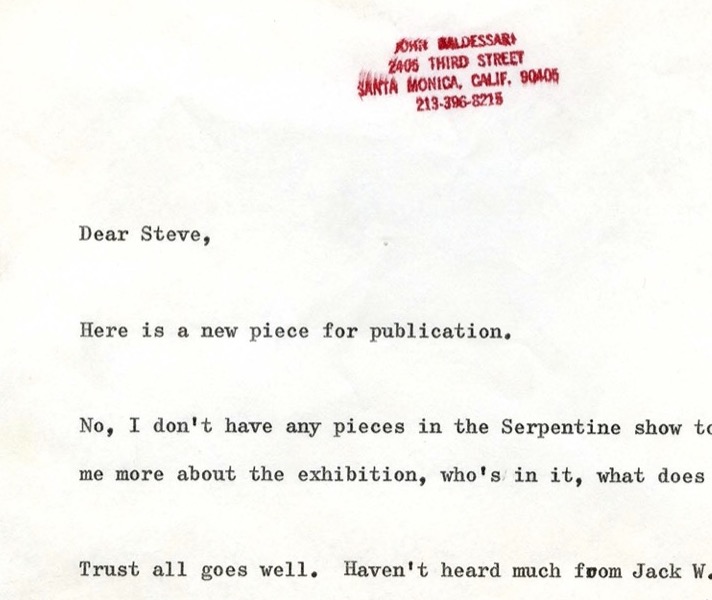 JOHN BALDESSARI
2405 THIRD STREET
SANTA MONICA, CALIF. 90405
213-396-8215
Dear Steve,
Here is a new piece for publication.
No, I don't have any pieces in the Serpentine show to
me more about the exhibition, who's in it, what does
Trust all goes well.  Haven't heard much from Jack W.